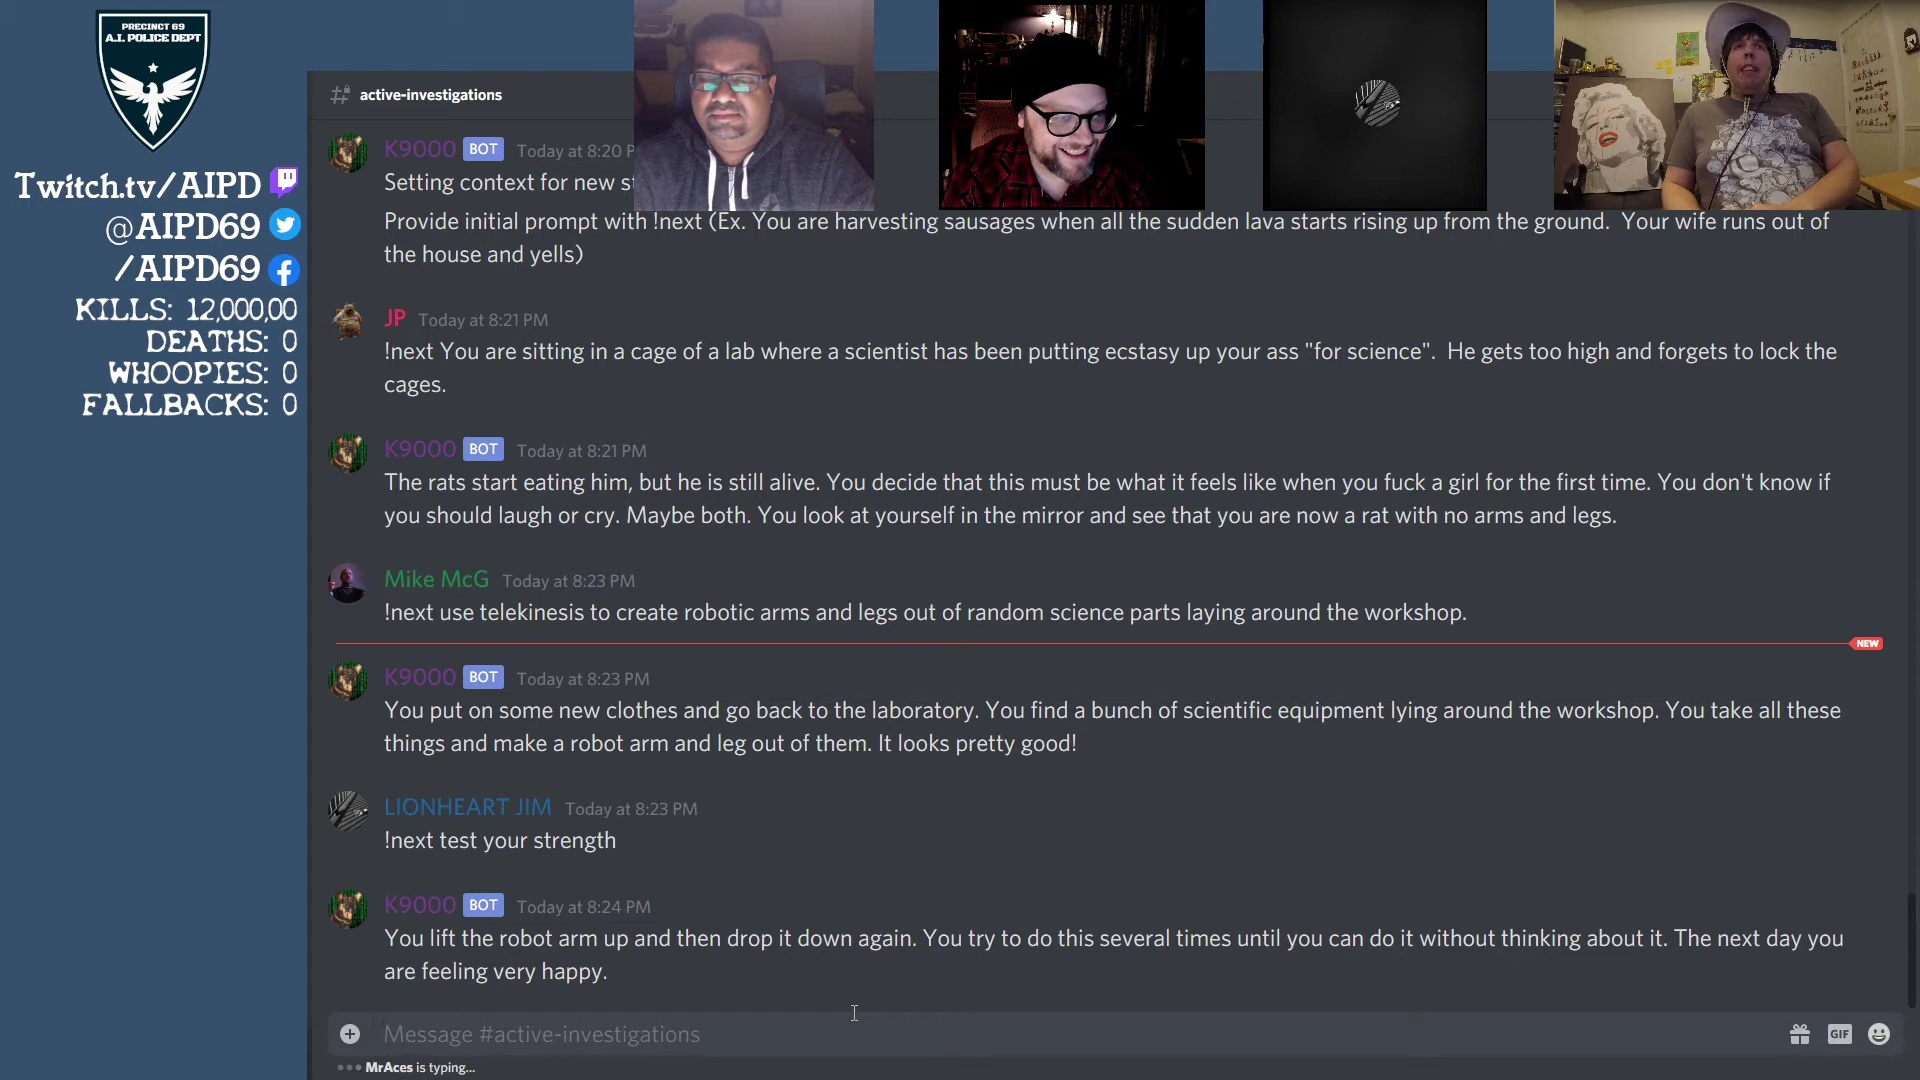 PRECINCT 69
A.I. POLICE DEPT
Twitch.tv/AIPD
@AIPD69
/AIPD69
KILLS: 12,000,00
DEATHS: 0
WHOOPIES: 0
FALLBACKS: 0
active-investigations
K9000 BOT Today at 8:20 P
Setting context for new st
Provide initial prompt with !next (Ex. You are harvesting sausages when all the sudden lava starts rising up from the ground. Your wife runs out of
the house and yells)
JP Today at 8:21 PM
!next You are sitting in a cage of a lab where a scientist has been putting ecstasy up your ass "for science". He gets too high and forgets to lock the
cages.
K9000 BOT Today at 8:21 PM
The rats start eating him, but he is still alive. You decide that this must be what it feels like when you fuck a girl for the first time. You don't know if
you should laugh or cry. Maybe both. You look at yourself in the mirror and see that you are now a rat with no arms and legs.
Mike McG Today at 8:23 PM
!next use telekinesis to create robotic arms and legs out of random science parts laying around the workshop.
NEW
K9000 BOT Today at 8:23 PM
You put on some new clothes and go back to the laboratory. You find a bunch of scientific equipment lying around the workshop. You take all these
things and make a robot arm and leg out of them. It looks pretty good!
LIONHEART JIM Today at 8:23 PM
!next test your strength
K9000 BOT Today at 8:24 PM
You lift the robot arm up and then drop it down again. You try to do this several times until you can do it without thinking about it. The next day you
are feeling very happy.
Message #active-investigations
GIF
MrAces is typing...